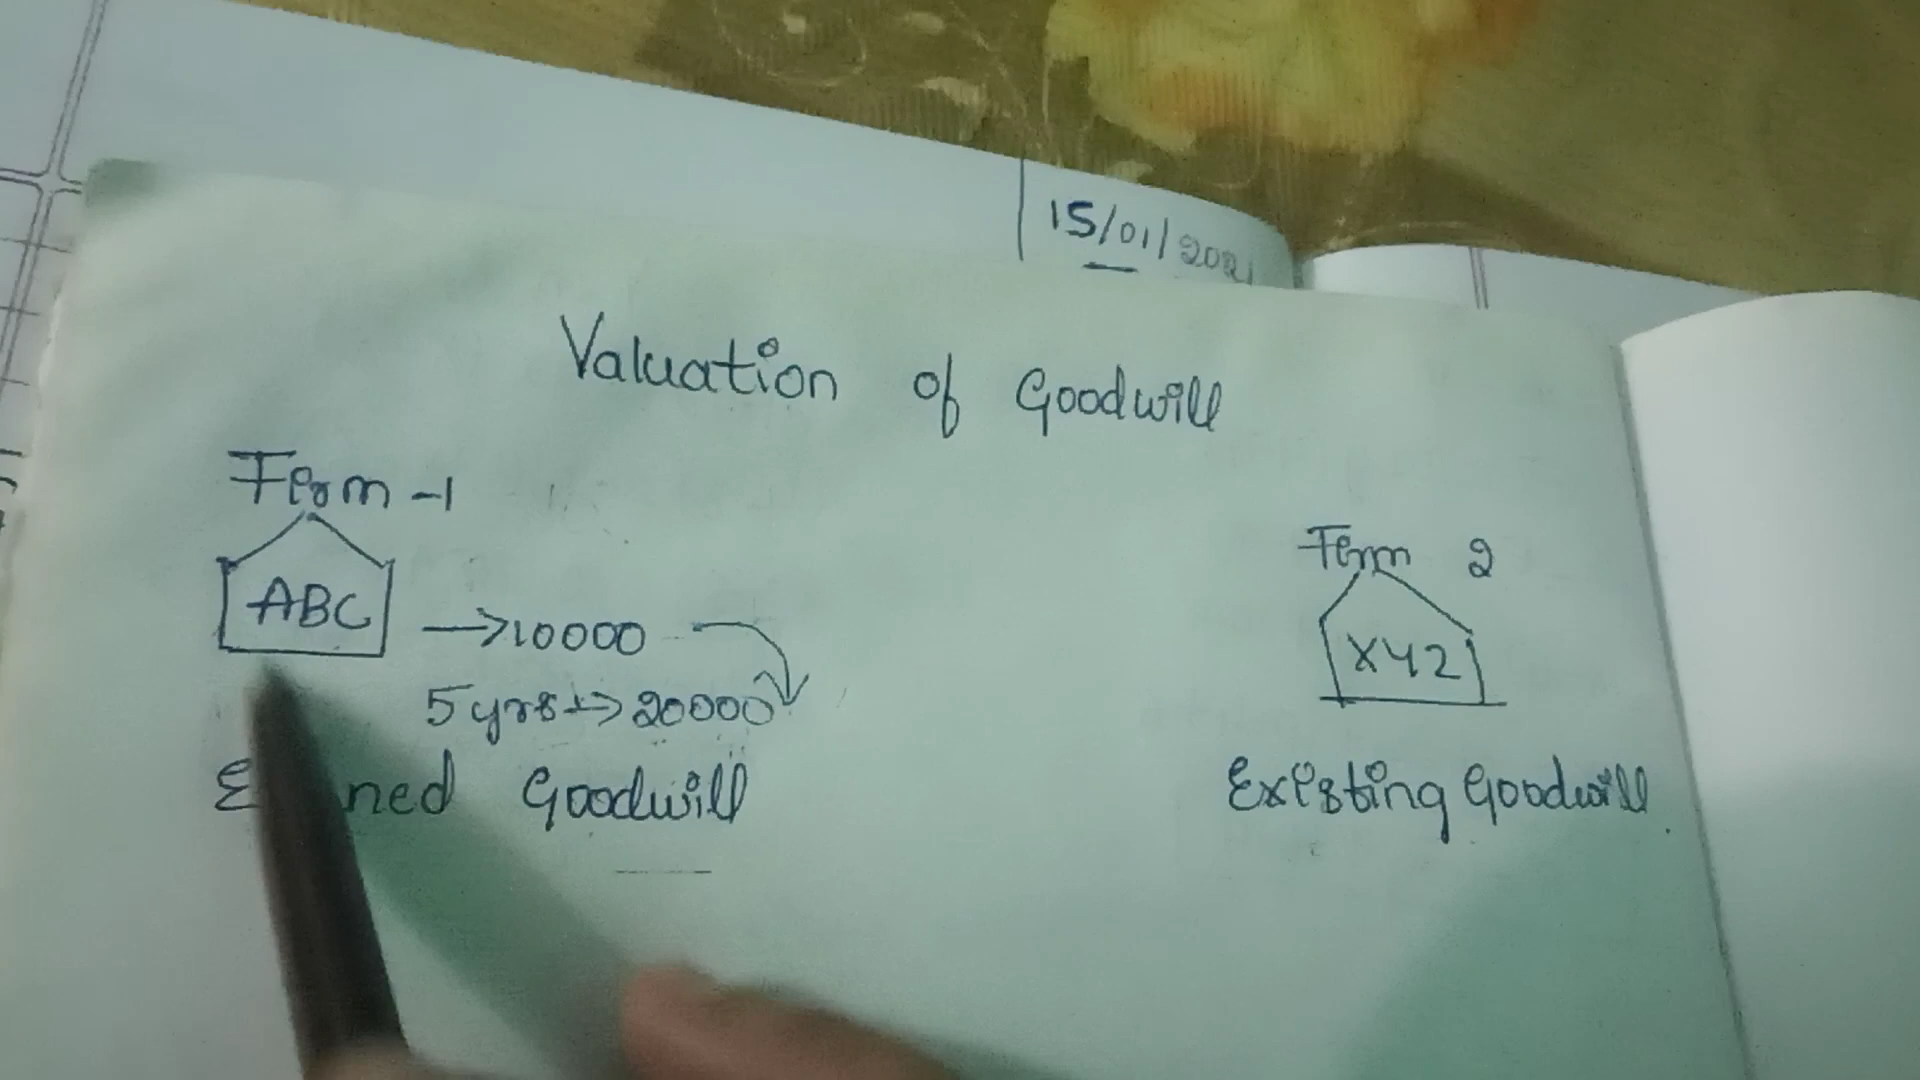 15/01/2021
Valuation of Goodwill
Firm -1
ABC
→10000
5 yrs → 20000
Goodwill
Firm 2
XYZ
Existing Goodwill.